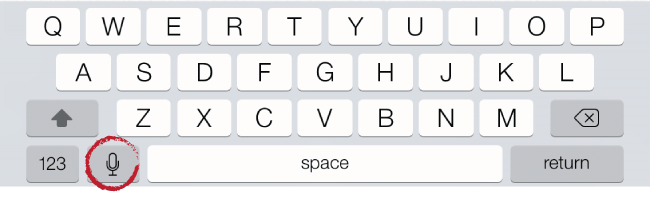 Q W E R T Y U I O P
A S D F G H J K L
Z X C V B N M
123 space return